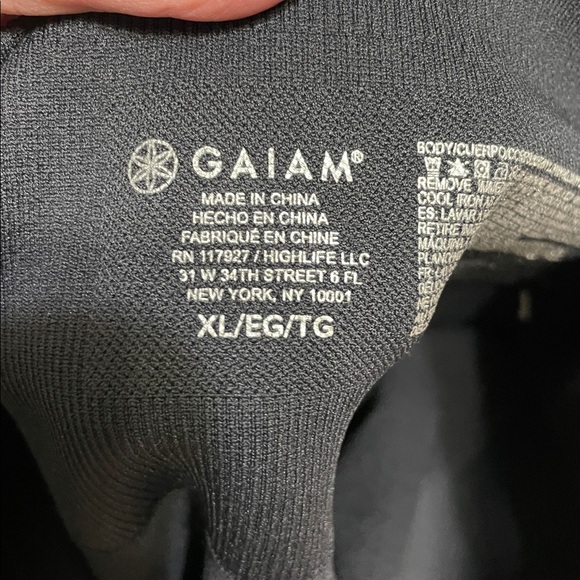 GAIAM®
MADE IN CHINA
HECHO EN CHINA
FABRIQUÉ EN CHINE
RN 117927 / HIGHLIFE LLC
31 W 34TH STREET 6 FL
NEW YORK, NY 10001
XL/EG/TG
BODY/CUERPO/
REMOVE
COOL IRON
ES: LAVAR
RETIRE